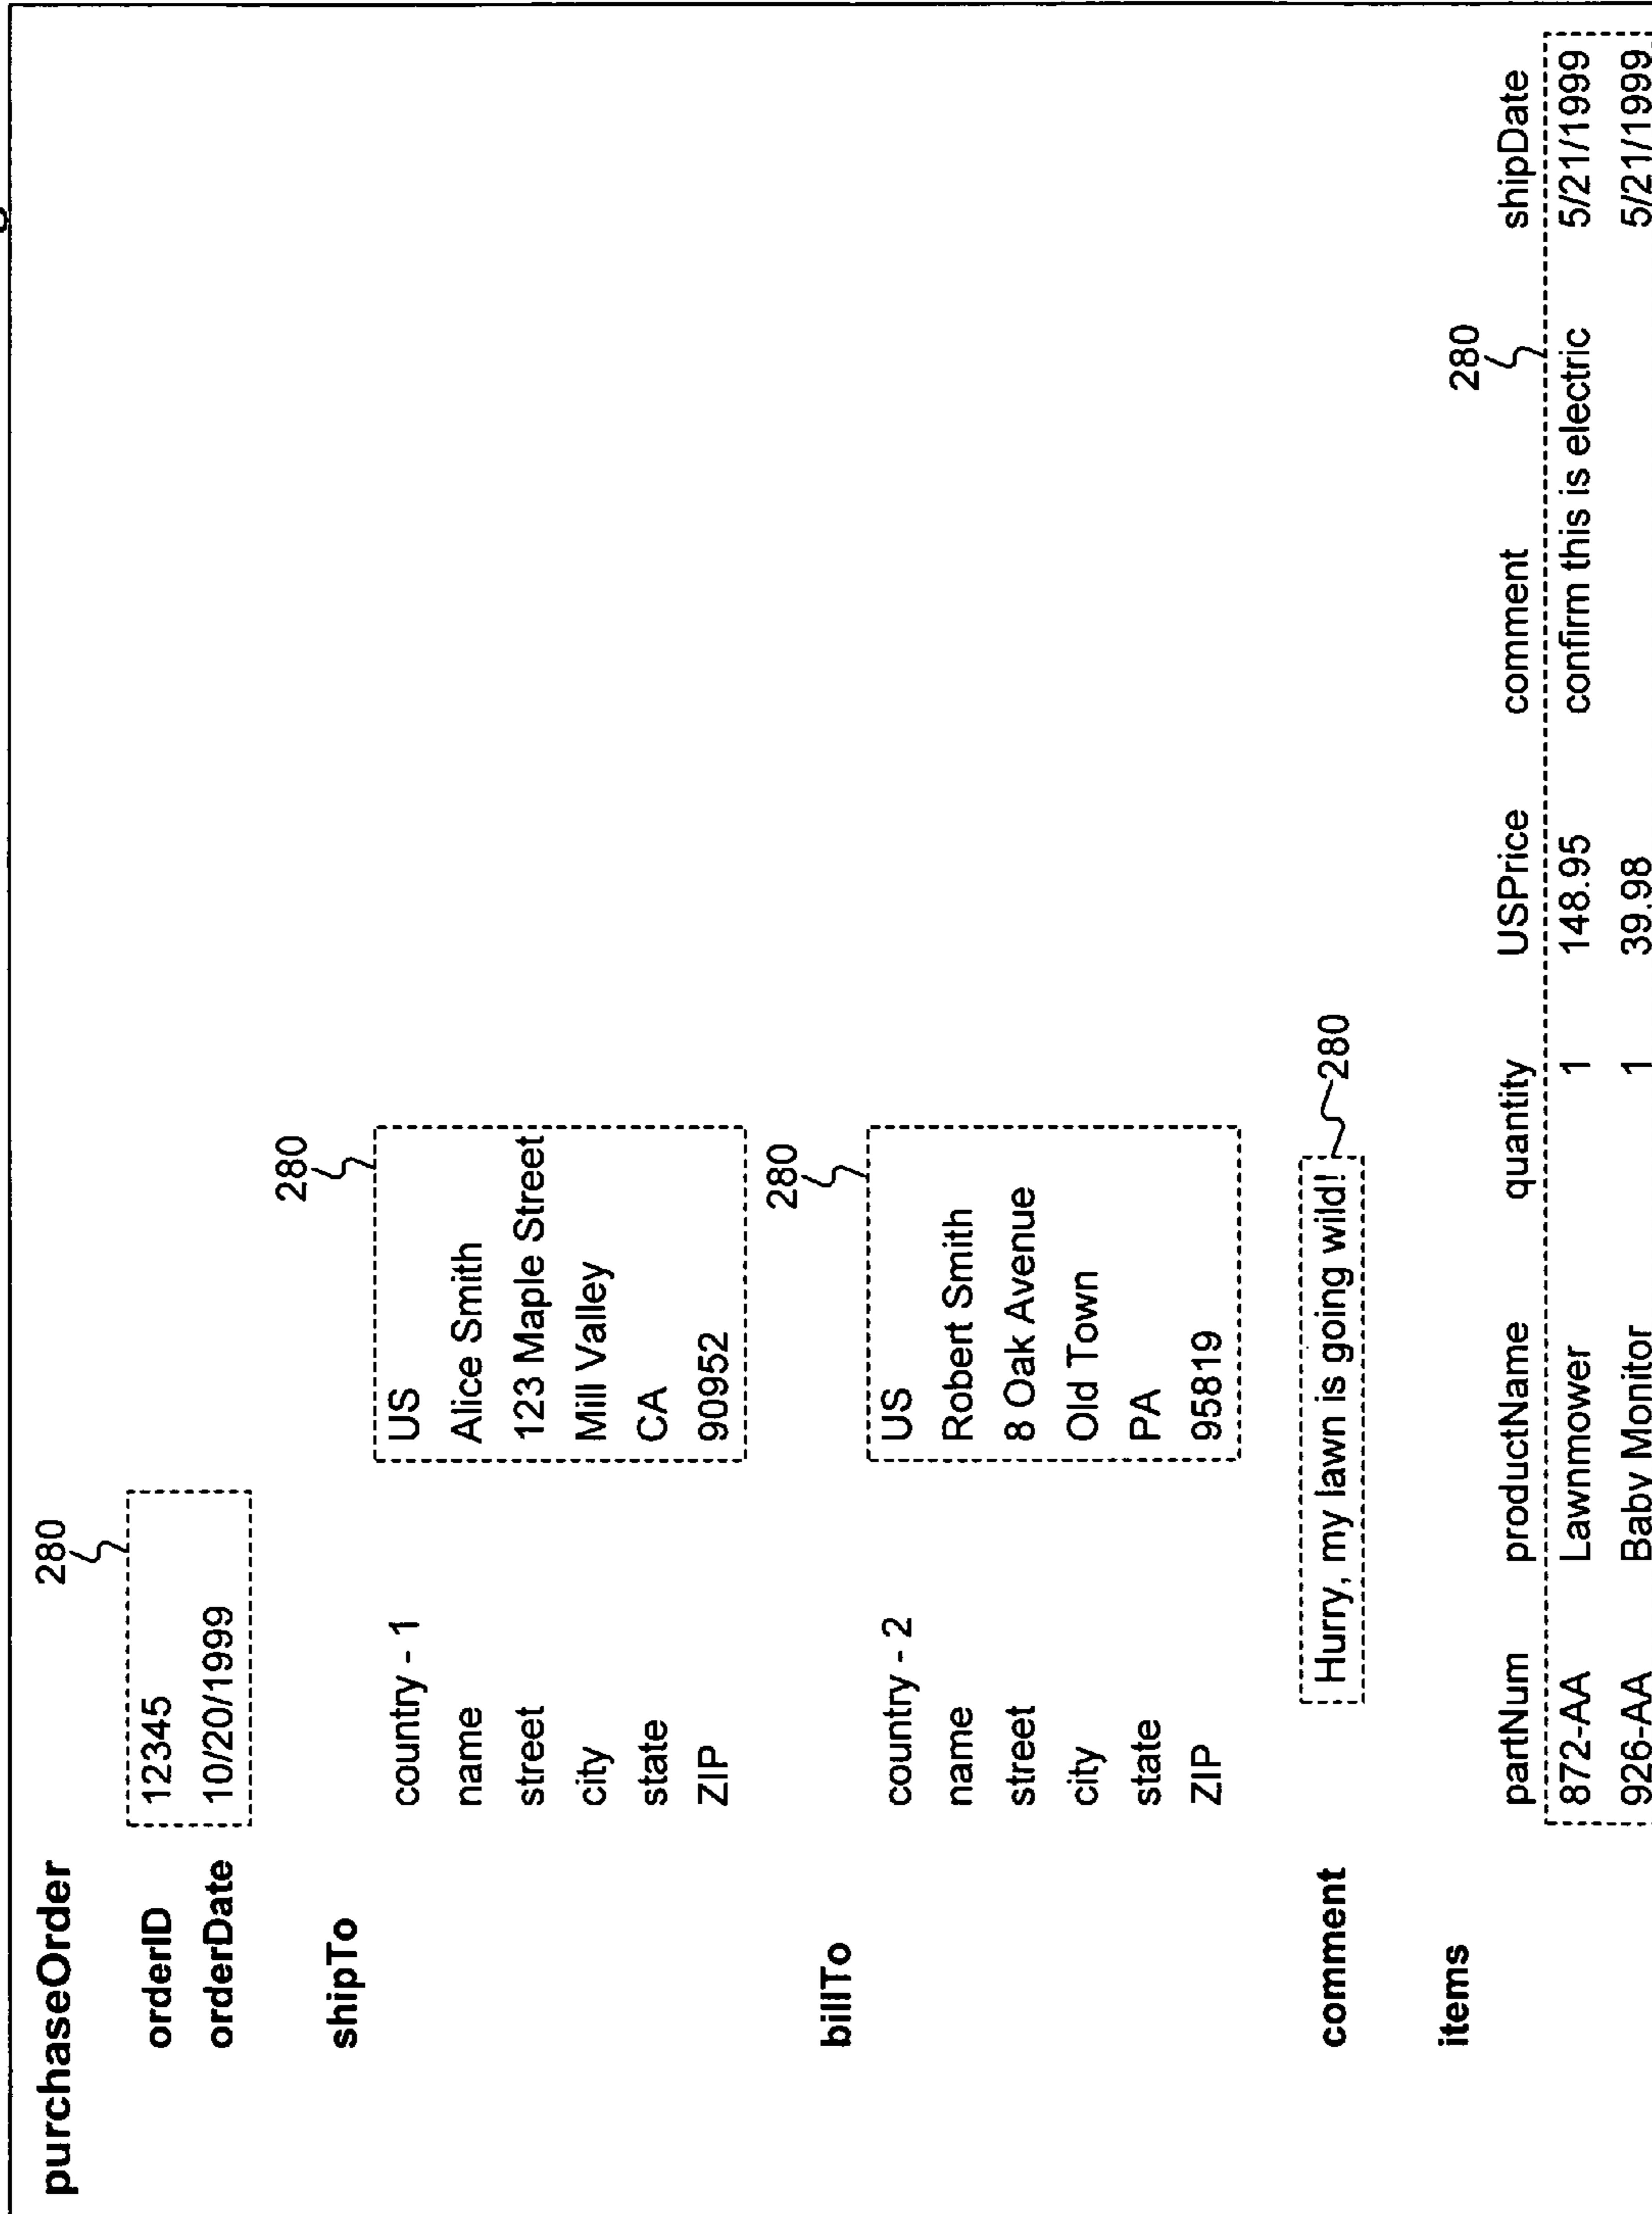 purchaseOrder
280
orderID 12345
orderDate 10/20/1999
280
shipTo
country - 1 US
name Alice Smith
street 123 Maple Street
city Mill Valley
state CA
ZIP 90952
280
billTo
country - 2 US
name Robert Smith
street 8 Oak Avenue
city Old Town
state PA
ZIP 95819
comment Hurry, my lawn is going wild! 280
items
280
partNum productName quantity USPrice comment shipDate
872-AA Lawnmower 1 148.95 confirm this is electric 5/21/1999
926-AA Baby Monitor 1 39.98 5/21/1999